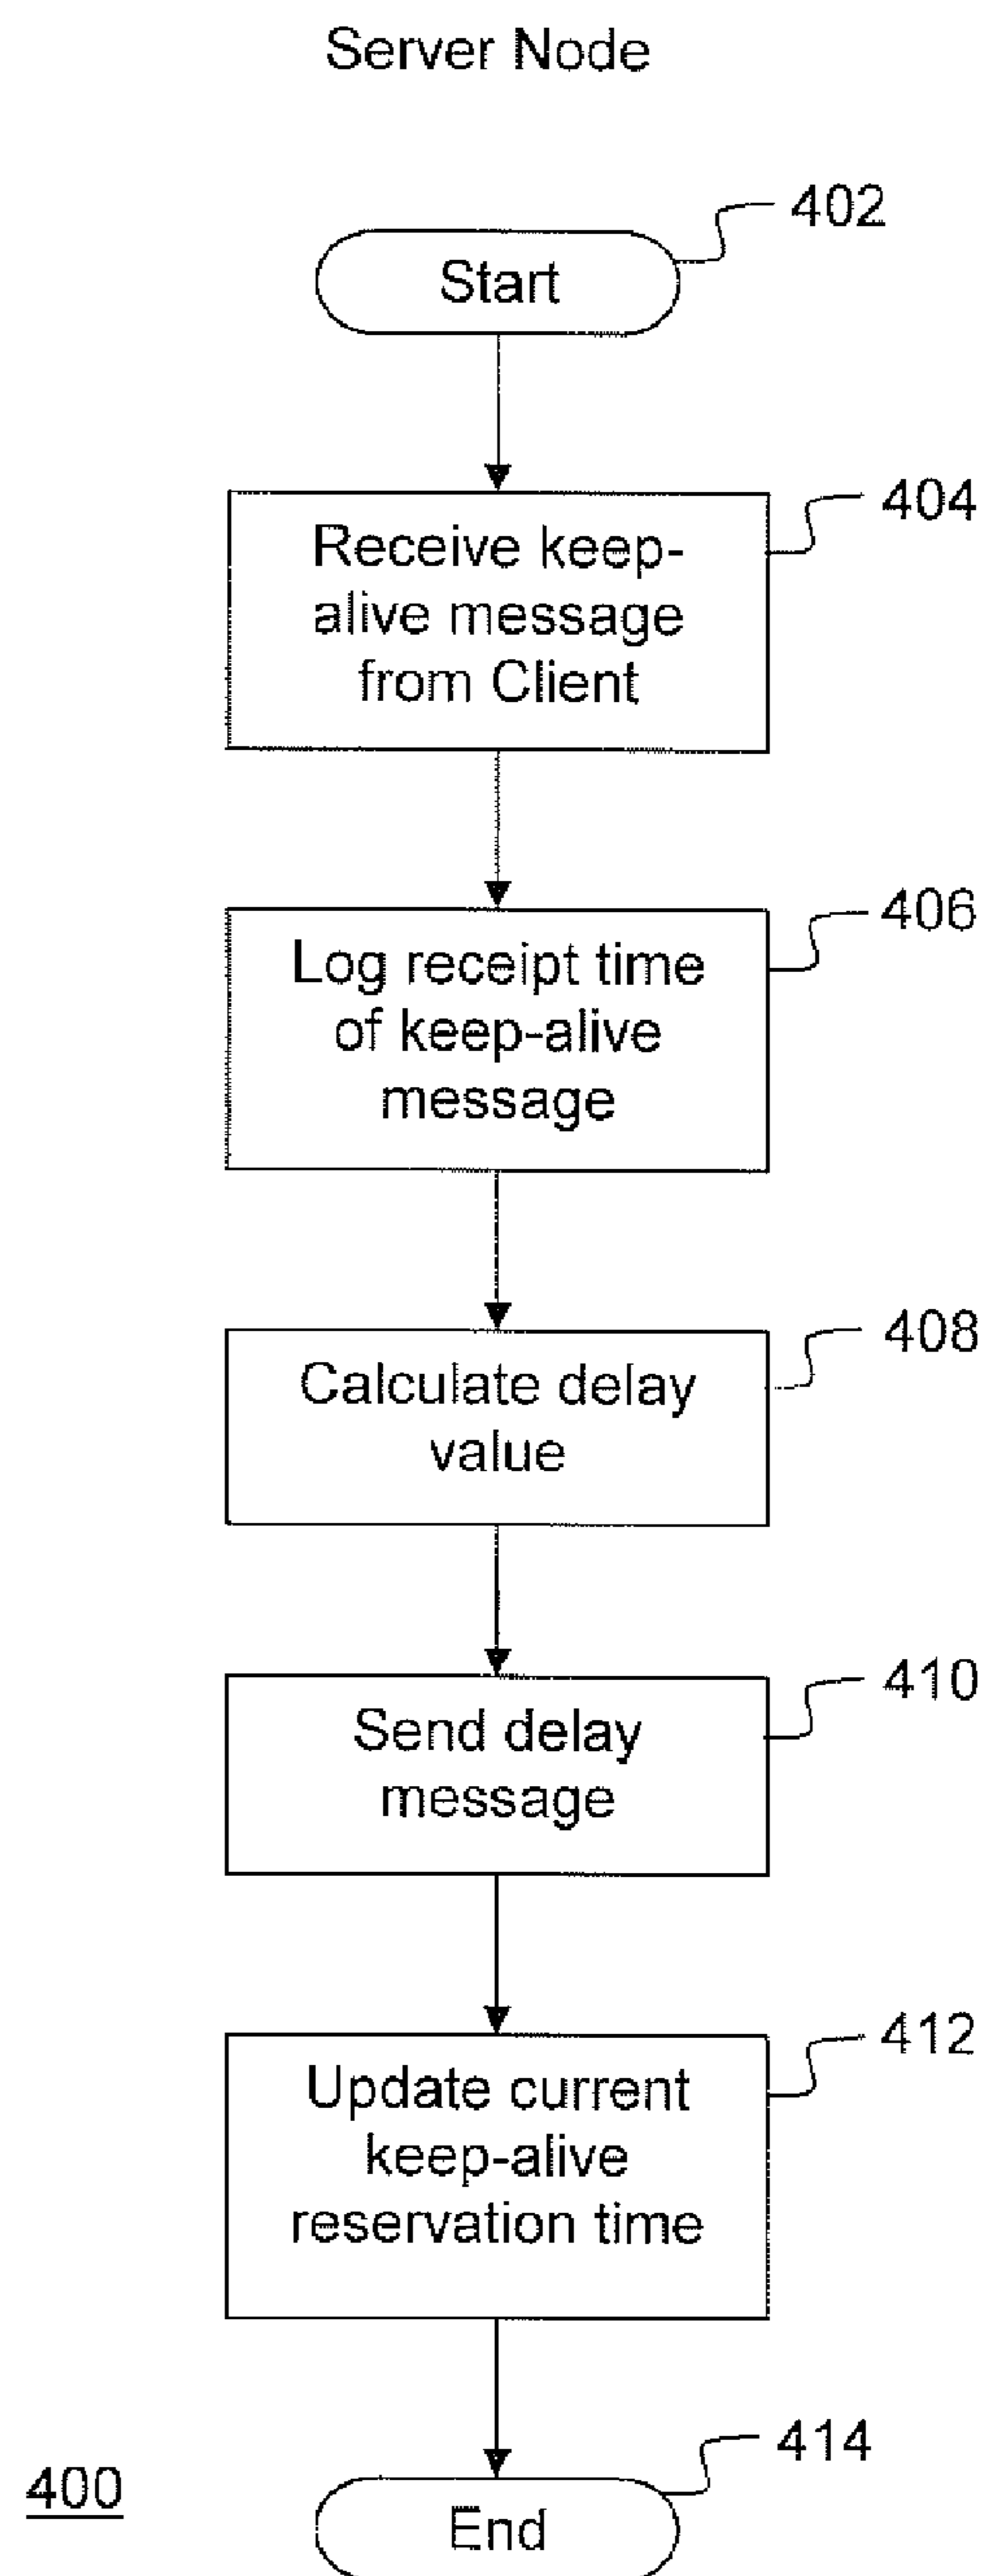 Server Node
402
Start
404
Receive keep-
alive message
from Client
406
Log receipt time
of keep-alive
message
408
Calculate delay
value
410
Send delay
message
412
Update current
keep-alive
reservation time
414
400
End